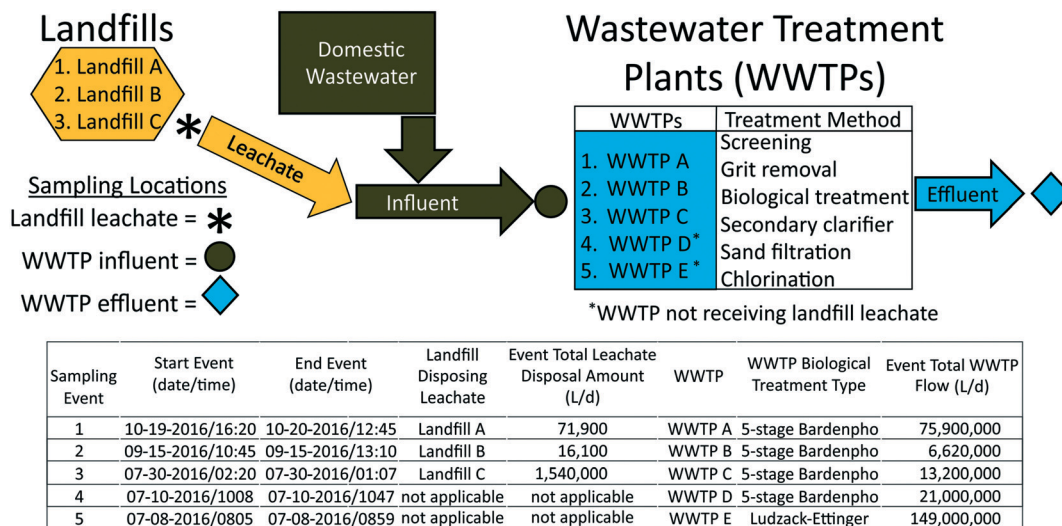 Landfills
1. Landfill A
2. Landfill B
3. Landfill C
*
Leachate
Domestic
Wastewater
Influent
Wastewater Treatment
Plants (WWTPs)
WWTPs
1. WWTP A
2. WWTP B
3. WWTP C
4. WWTP D*
5. WWTP E*
Treatment Method
Screening
Grit removal
Biological treatment
Secondary clarifier
Sand filtration
Chlorination
Effluent
*WWTP not receiving landfill leachate
Sampling Locations
Landfill leachate = *
WWTP influent =
WWTP effluent =
Sampling Event Start Event (date/time) End Event (date/time) Landfill Disposing Leachate Event Total Leachate Disposal Amount (L/d) WWTP WWTP Biological Treatment Type Event Total WWTP Flow (L/d)
1 10-19-2016/16:20 10-20-2016/12:45 Landfill A 71,900 WWTP A 5-stage Bardenpho 75,900,000
2 09-15-2016/10:45 09-15-2016/13:10 Landfill B 16,100 WWTP B 5-stage Bardenpho 6,620,000
3 07-30-2016/02:20 07-30-2016/01:07 Landfill C 1,540,000 WWTP C 5-stage Bardenpho 13,200,000
4 07-10-2016/1008 07-10-2016/1047 not applicable not applicable WWTP D 5-stage Bardenpho 21,000,000
5 07-08-2016/0805 07-08-2016/0859 not applicable not applicable WWTP E Ludzack-Ettinger 149,000,000